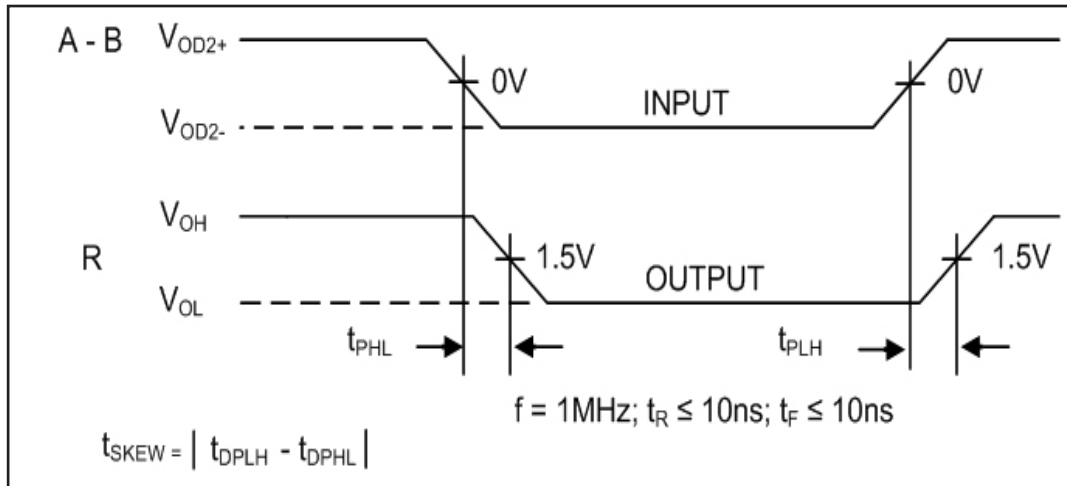 A - B V_OD2+
0V
0V
V_OD2-
INPUT
V_OH
R
1.5V
1.5V
V_OL
OUTPUT
t_PHL
t_PLH
f = 1MHz; t_R ≤ 10ns; t_F ≤ 10ns
t_SKEW = | t_DPLH - t_DPHL |